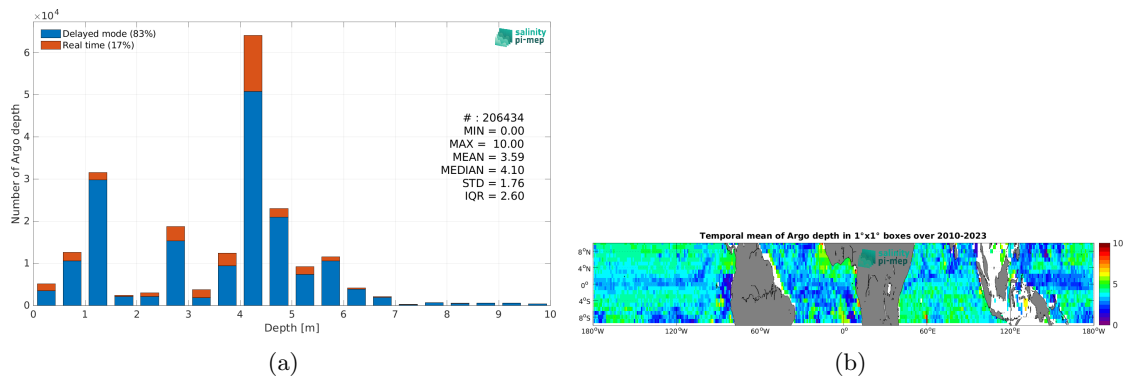 ×10⁴
Delayed mode (83%)
Real time (17%)
salinity
pi-mep
6
5
4
3
2
1
0
Number of Argo depth
# : 206434
MIN = 0.00
MAX = 10.00
MEAN = 3.59
MEDIAN = 4.10
STD = 1.76
IQR = 2.60
0 1 2 3 4 5 6 7 8 9 10
Depth [m]
(a)
Temporal mean of Argo depth in 1°x1° boxes over 2010-2023
salinity
pi-mep
8°N
4°N
0°
4°S
8°S
180°W 120°W 60°W 0° 60°E 120°E 180°W
10
5
0
(b)